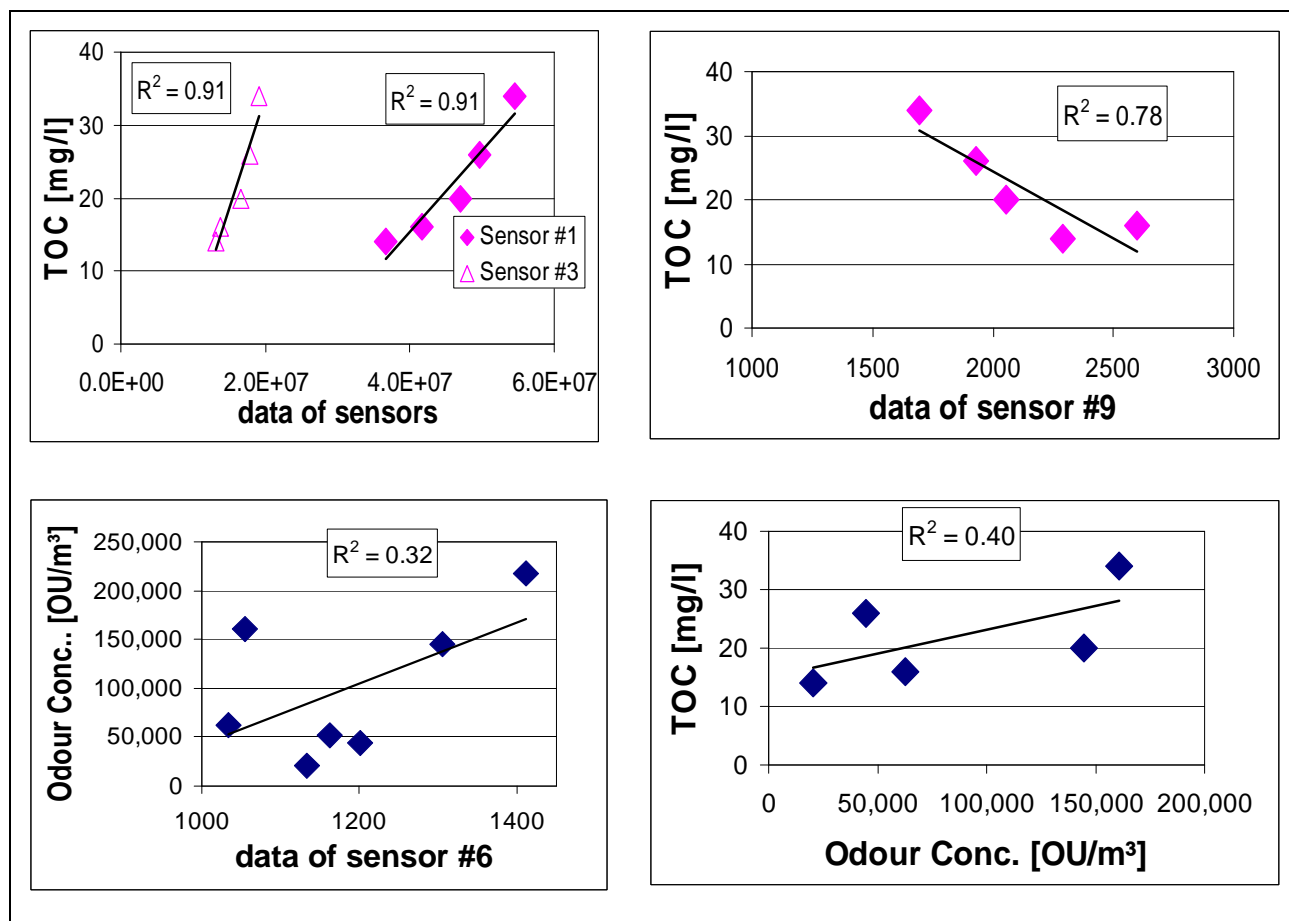 40
30
20
10
0
TOC [mg/l]
R² = 0.91
R² = 0.91
Sensor #1
Sensor #3
0.0E+00 2.0E+07 4.0E+07 6.0E+07
data of sensors
40
30
20
10
0
TOC [mg/l]
R² = 0.78
1000 1500 2000 2500 3000
data of sensor #9
250,000
200,000
150,000
100,000
50,000
0
Odour Conc.. [OU/m³]
R² = 0.32
1000 1200 1400
data of sensor #6
40
30
20
10
0
TOC [mg/l]
R² = 0.40
0 50,000 100,000 150,000 200,000
Odour Conc. [OU/m³]